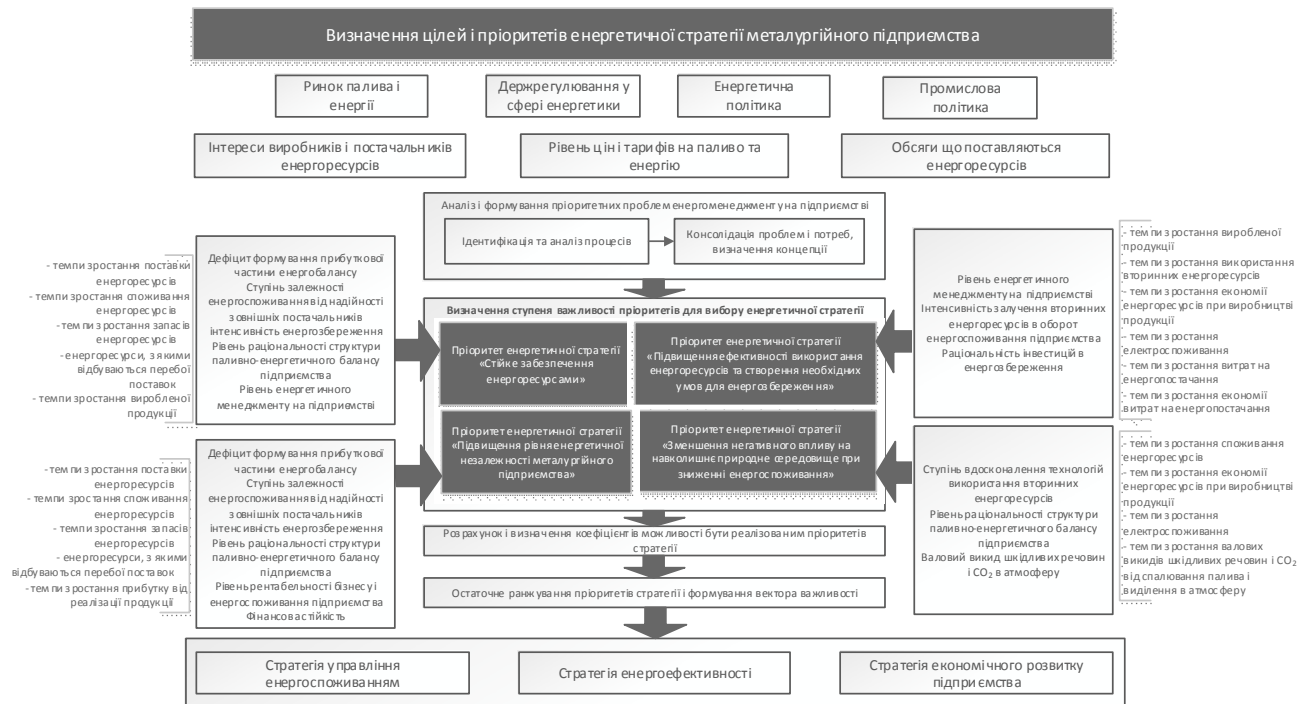 Визначення цілей і пріоритетів енергетичної стратегії металургійного підприємства
Ринок палива і
енергії
Держрегулювання у
сфері енергетики
Енергетична
політика
Промислова
політика
Інтереси виробників і постачальників
енергоресурсів
Рівень цін і тарифів на паливо та
енергію
Обсяги що поставляються
енергоресурсів
Аналіз і формування пріоритетних проблем енергоменеджменту на підприємстві
Ідентифікація та аналіз процесів
Консолідація проблем і потреб,
визначення концепції
- темпи зростання поставки
енергоресурсів
- темпи зростання споживання
енергоресурсів
- темпи зростання запасів
енергоресурсів
-енергоресурси, з якими
відбуваються перебої
поставок
- темпи зростання виробленої
продукції
Дефіцит формування прибуткової
частини енергобалансу
Ступінь залежності
енергоспоживання від надійності
зовнішніх постачальників
інтенсивність енергозбереження
Рівень раціональності структури
паливно-енергетичного балансу
підприємства
Рівень енергетичного
менеджменту на підприємстві
Визначення ступеня важливості пріоритетів для вибору енергетичної стратегії
Пріоритет енергетичної стратегії
«Стійке забезпечення
енергоресурсами»
Пріоритет енергетичної стратегії
«Підвищення ефективності використання
енергоресурсів та створення необхідних
умов для енергозбереження»
Пріоритет енергетичної стратегії
«Підвищення рівня енергетичної
незалежності металургійного
підприємства»
Пріоритет енергетичної стратегії
«Зменшення негативного впливу на
навколишнє природне середовище при
зниженні енергоспоживання»
Рівень енергетичного
менеджменту на підприємстві
Інтенсивність залучення вторинних
енергоресурсів в оборот
енергоспоживання підприємства
Раціональність інвестицій в
енергозбереження
- темпи зростання виробленої
продукції
- темпи зростання використання
вторинних енергоресурсів
- темпи зростання економії
енергоресурсів при виробництві
продукції
- темпи зростання
електроспоживання
- темпи зростання витрат на
енергопостачання
- темпи зростання економії
витрат на енергопостачання
- темпи зростання поставки
енергоресурсів
- темпи зростання споживання
енергоресурсів
- темпи зростання запасів
енергоресурсів
- енергоресурси, з якими
відбуваються перебої поставок
-темпи зростання прибутку від
реалізації продукції
Дефіцит формування прибуткової
частини енергобалансу
Ступінь залежності
енергоспоживання від надійності
зовнішніх постачальників
інтенсивність енергозбереження
Рівень раціональності структури
паливно-енергетичного балансу
підприємства
Рівень рентабельності бізнесу і
енергоспоживання підприємства
Фінансова стійкість
Ступінь вдосконалення технологій
використання вторинних
енергоресурсів
Рівень раціональності структури
паливно-енергетичного балансу
підприємства
Валовий викид шкідливих речовин
і CO₂ в атмосферу
- темпи зростання споживання
енергоресурсів
- темпи зростання економії
енергоресурсів при виробництві
продукції
- темпи зростання
електроспоживання
- темпи зростання валових
викидів шкідливих речовин і CO₂
від спалювання палива і
виділення в атмосферу
Розрахунок і визначення коефіцієнтів можливості бути реалізованим пріоритетів
стратегії
Остаточне ранжування пріоритетів стратегії і формування вектора важливості
Стратегія управління
енергоспоживанням
Стратегія енергоефективності
Стратегія економічного розвитку
підприємства